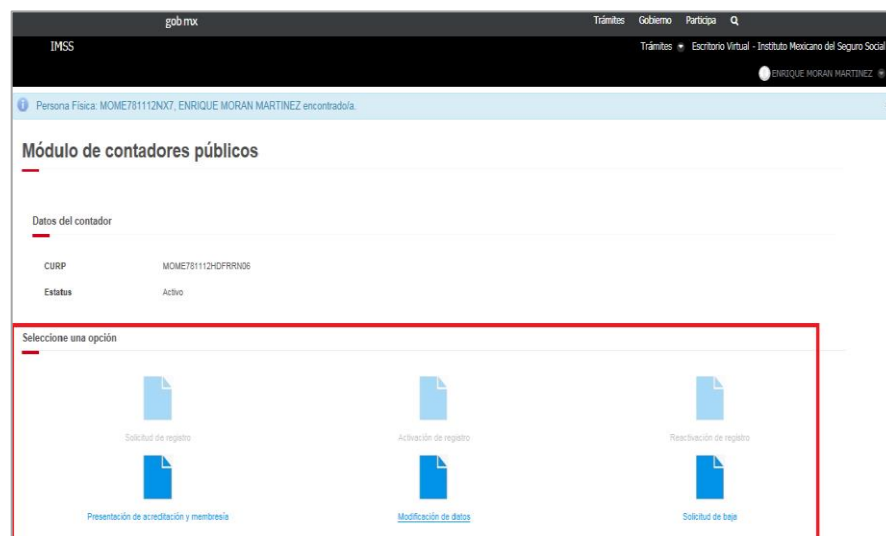 gob mx Trámites Gobierno Participa
IMSS Trámites Escritorio Virtual - Instituto Mexicano del Seguro Social
ENRIQUE MORAN MARTINEZ
Persona Física: MOME781112NX7, ENRIQUE MORAN MARTINEZ encontrado/a.
Módulo de contadores públicos
Datos del contador
CURP MOME781112HDFRRN06
Estatus Activo
Seleccione una opción
Solicitud de registro Activación de registro Reactivación de registro
Presentación de acreditación y membresía Modificación de datos Solicitud de baja